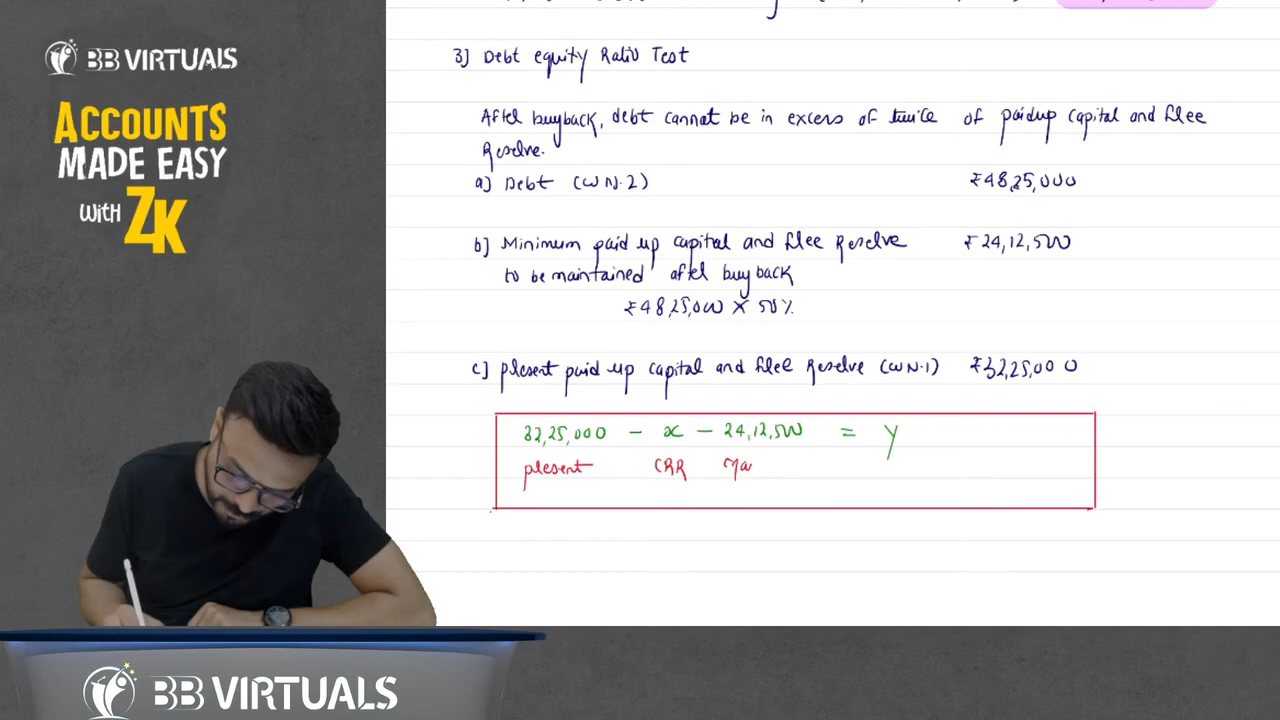 BB VIRTUALS
ACCOUNTS
MADE EASY
WITH ZK
3] Debt equity Ratio Test
After buyback, debt cannot be in excess of twice of paidup capital and free
Reserve.
a] Debt (WN.2) ₹48,25,000
b] Minimum paid up capital and free Reserve ₹24,12,500
to be maintained after buyback
₹48,25,000 X 50%
c] present paid up capital and free Reserve (WN.1) ₹32,25,000
32,25,000 - x - 24,12,500 = y
present CRR Ma
BB VIRTUALS